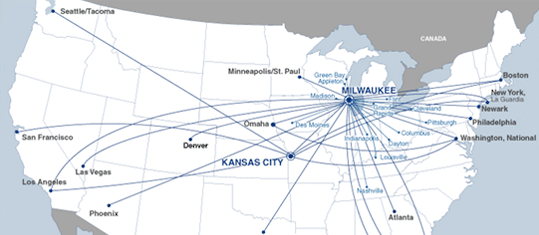 Seattle/Tacoma
CANADA
Minneapolis/St. Paul
Green Bay
Appleton
Boston
MILWAUKEE
Madison
New York,
La Guardia
Grand
Rapids
Cleveland
Newark
Omaha
Des Moines
Pittsburgh
Philadelphia
San Francisco
Indianapolis
Columbus
Dayton
Washington, National
Denver
Louisville
KANSAS CITY
Las Vegas
Los Angeles
Nashville
Phoenix
Atlanta